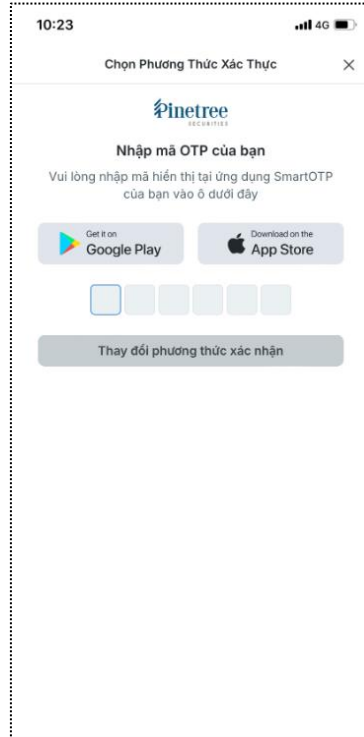 10:23
4G
Chọn Phương Thức Xác Thực
Pinetree
SECURITIES
Nhập mã OTP của bạn
Vui lòng nhập mã hiển thị tại ứng dụng SmartOTP
của bạn vào ô dưới đây
Get it on
Google Play
Download on the
App Store
Thay đổi phương thức xác nhận